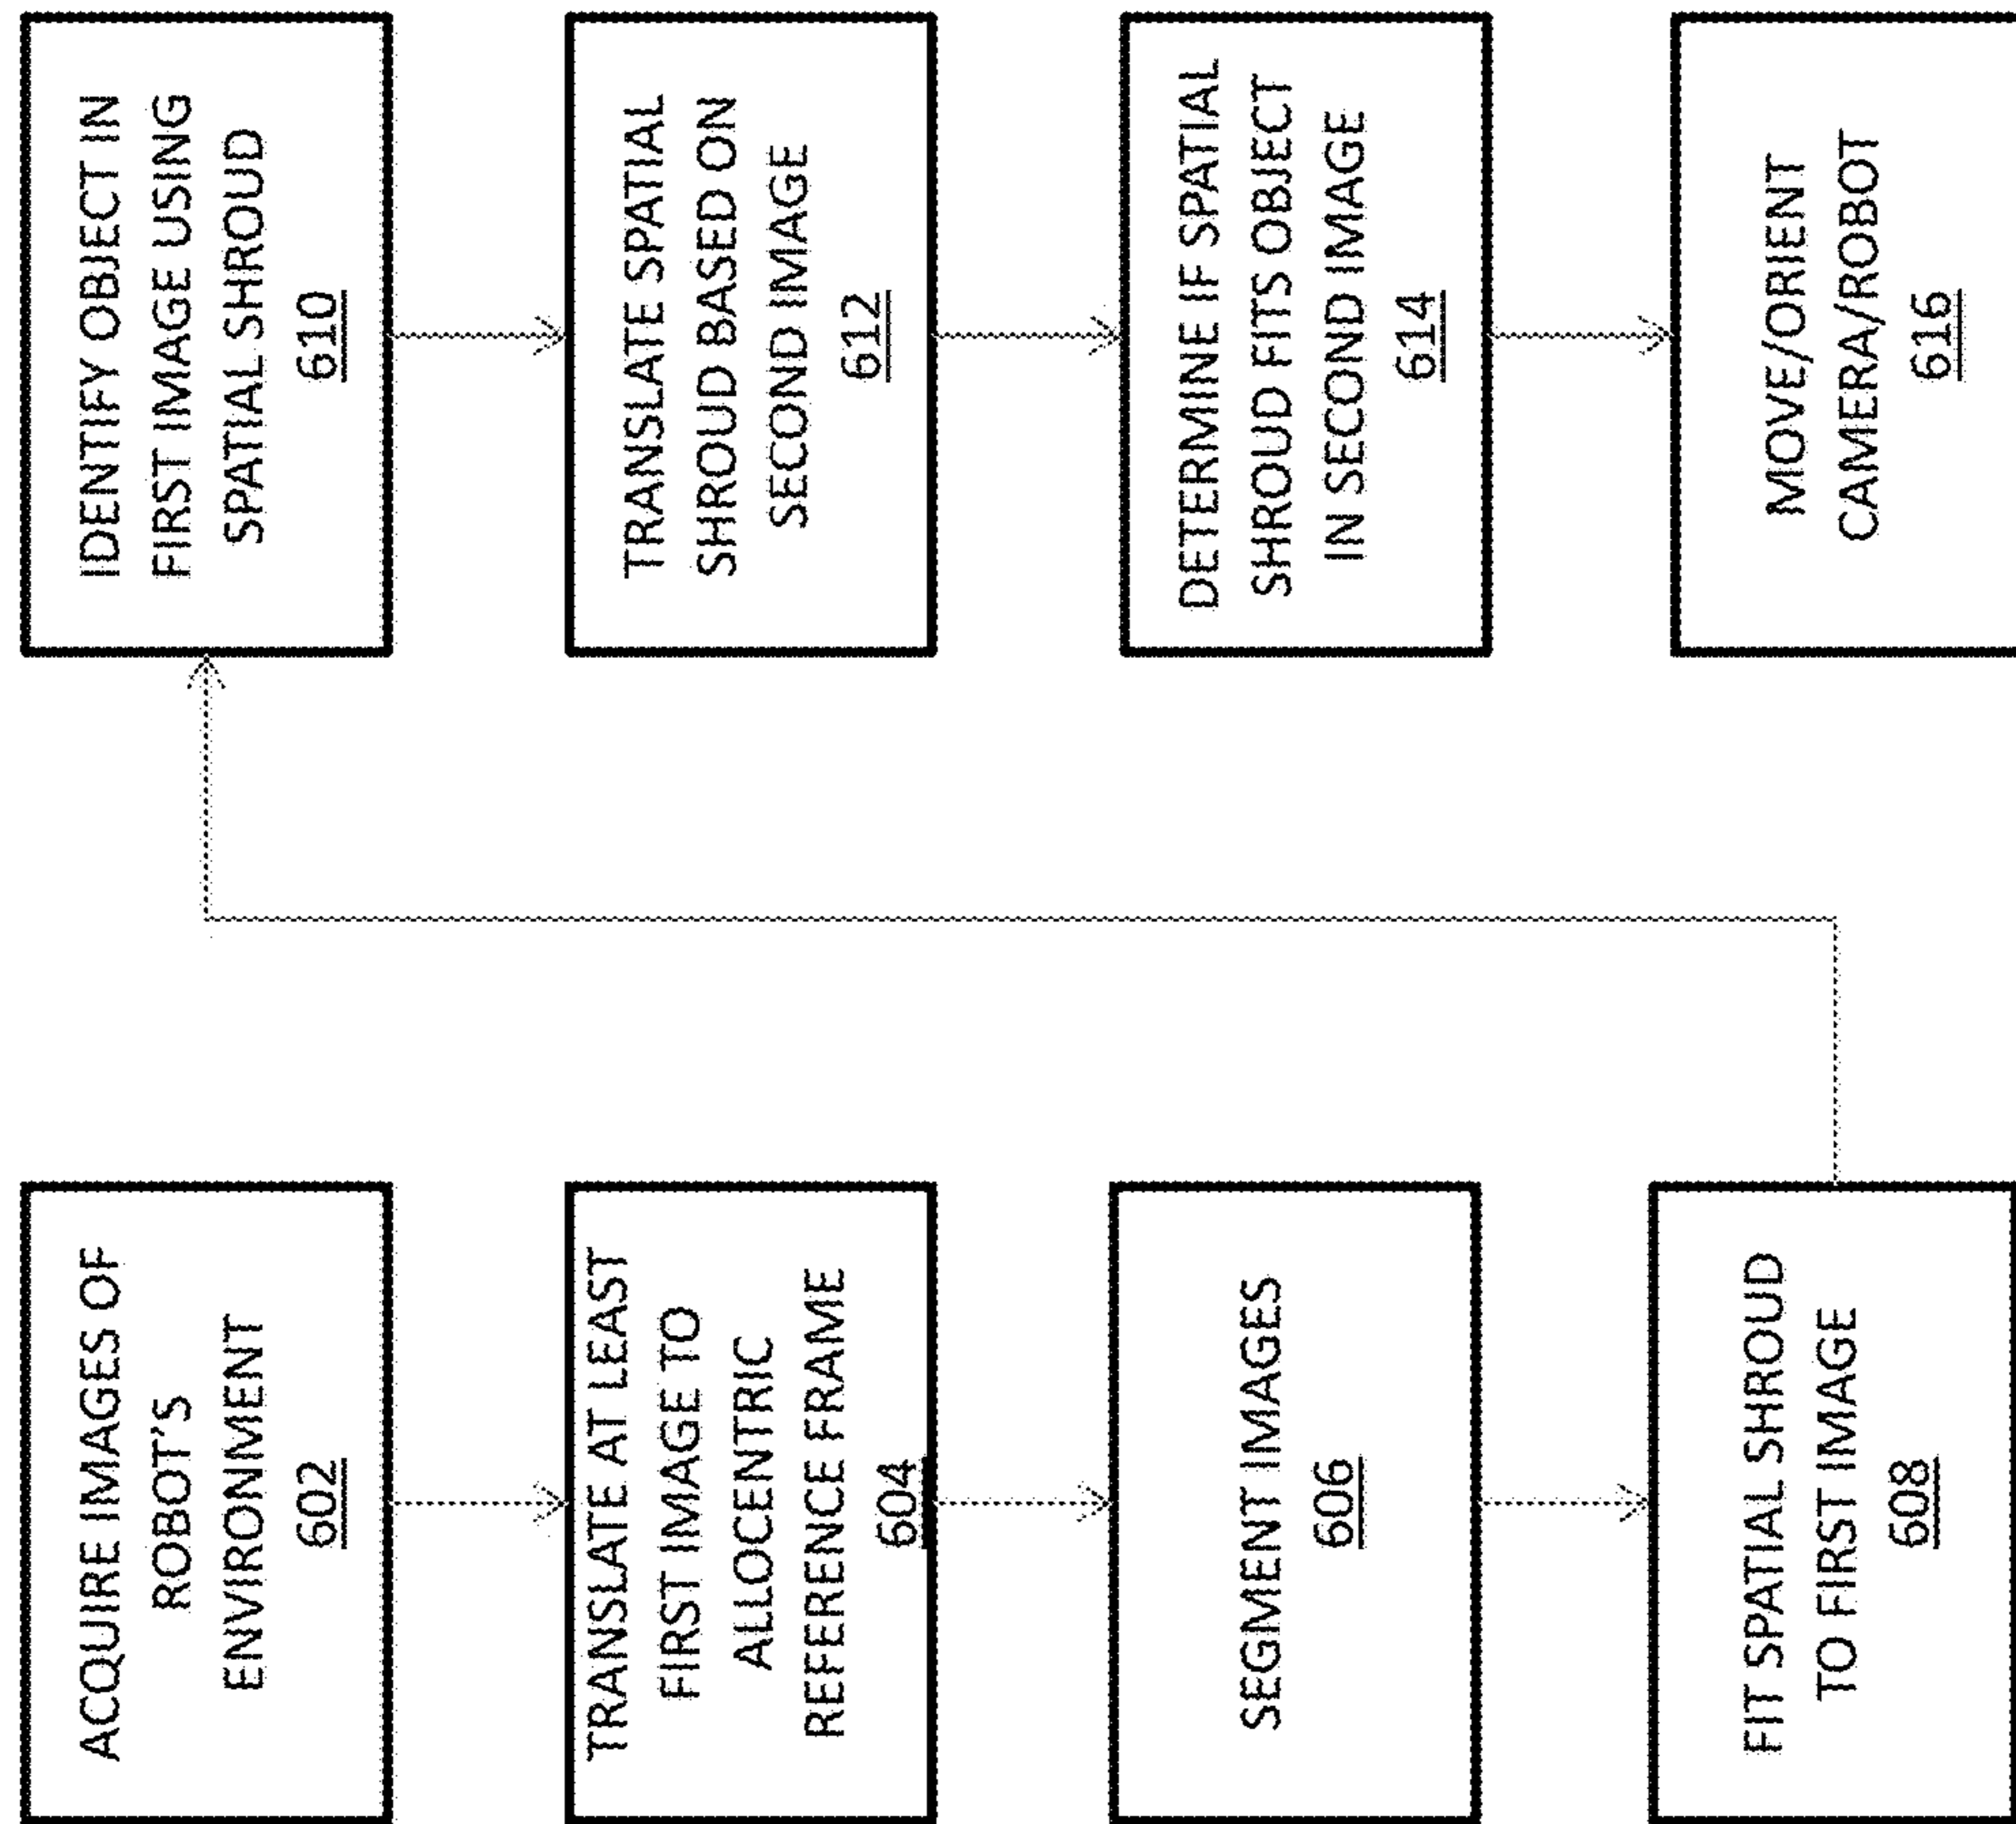 ACQUIRE IMAGES OF
ROBOT'S
ENVIRONMENT
602
TRANSLATE AT LEAST
FIRST IMAGE TO
ALLOCENTRIC
REFERENCE FRAME
604
SEGMENT IMAGES
606
FIT SPATIAL SHROUD
TO FIRST IMAGE
608
IDENTIFY OBJECT IN
FIRST IMAGE USING
SPATIAL SHROUD
610
TRANSLATE SPATIAL
SHROUD BASED ON
SECOND IMAGE
612
DETERMINE IF SPATIAL
SHROUD FITS OBJECT
IN SECOND IMAGE
614
MOVE/ORIENT
CAMERA/ROBOT
616